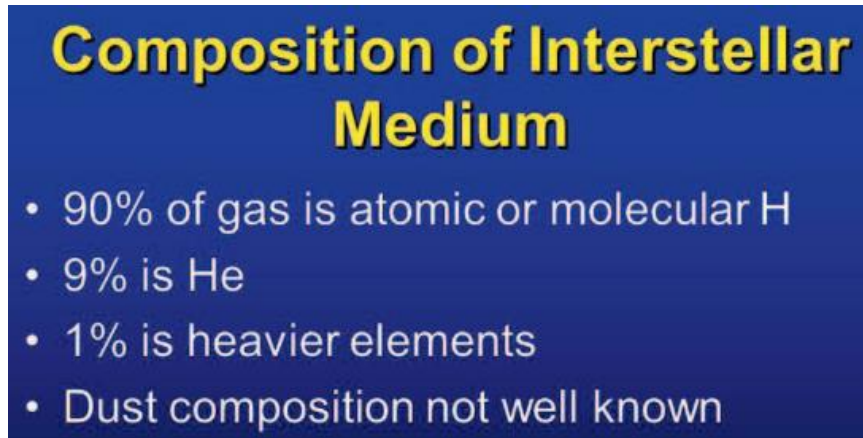 Composition of Interstellar
Medium
• 90% of gas is atomic or molecular H
• 9% is He
• 1% is heavier elements
• Dust composition not well known